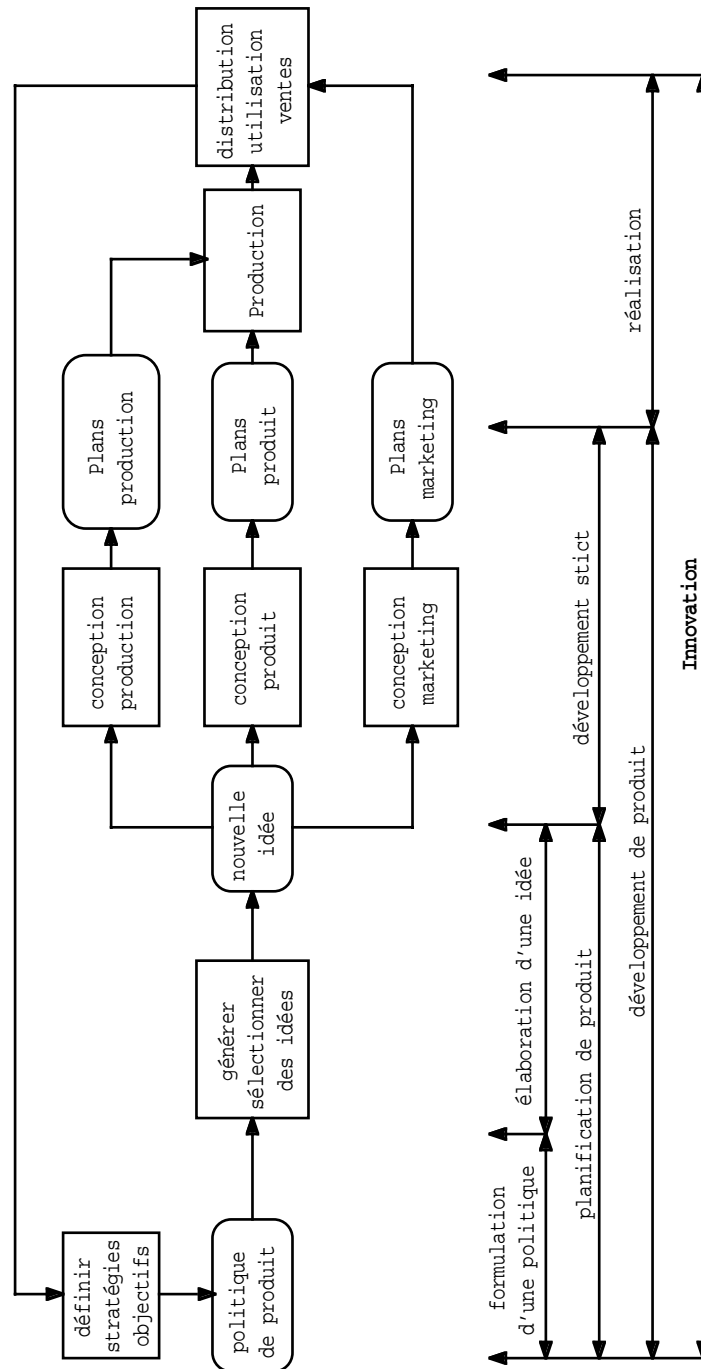 définir
stratégies
objectifs
politique
de produit
générer
sélectionner
des idées
nouvelle
idée
conception
production
conception
produit
conception
marketing
Plans
production
Plans
produit
Plans
marketing
Production
distribution
utilisation
ventes
formulation
d'une politique
élaboration d'une idée
planification de produit
développement stict
développement de produit
réalisation
Innovation